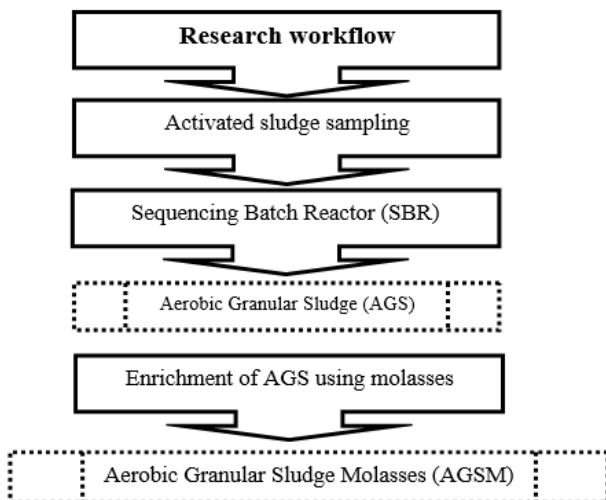 Research workflow
Activated sludge sampling
Sequencing Batch Reactor (SBR)
Aerobic Granular Sludge (AGS)
Enrichment of AGS using molasses
Aerobic Granular Sludge Molasses (AGSM)